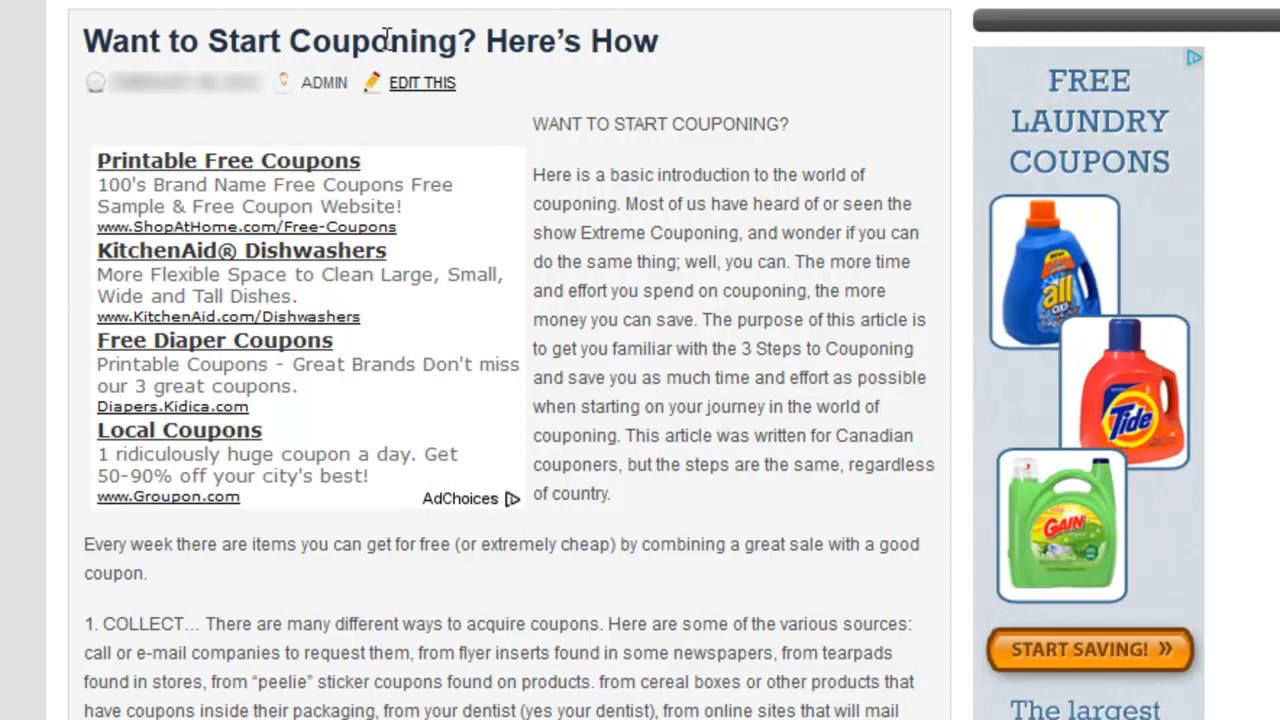 Want to Start Couponing? Here’s How
ADMIN EDIT THIS
WANT TO START COUPONING?
Printable Free Coupons
100's Brand Name Free Coupons Free
Sample & Free Coupon Website!
www.ShopAtHome.com/Free-Coupons
KitchenAid® Dishwashers
More Flexible Space to Clean Large, Small,
Wide and Tall Dishes.
www.KitchenAid.com/Dishwashers
Free Diaper Coupons
Printable Coupons - Great Brands Don't miss
our 3 great coupons.
Diapers.Kidica.com
Local Coupons
1 ridiculously huge coupon a day. Get
50-90% off your city's best!
www.Groupon.com
AdChoices
Here is a basic introduction to the world of
couponing. Most of us have heard of or seen the
show Extreme Couponing, and wonder if you can
do the same thing; well, you can. The more time
and effort you spend on couponing, the more
money you can save. The purpose of this article is
to get you familiar with the 3 Steps to Couponing
and save you as much time and effort as possible
when starting on your journey in the world of
couponing. This article was written for Canadian
couponers, but the steps are the same, regardless
of country.
Every week there are items you can get for free (or extremely cheap) by combining a great sale with a good
coupon.
1. COLLECT… There are many different ways to acquire coupons. Here are some of the various sources:
call or e-mail companies to request them, from flyer inserts found in some newspapers, from tearpads
found in stores, from “peelie” sticker coupons found on products. from cereal boxes or other products that
have coupons inside their packaging, from your dentist (yes your dentist), from online sites that will mail
FREE
LAUNDRY
COUPONS
all
OXI
Tide
GAIN
START SAVING! »
The largest